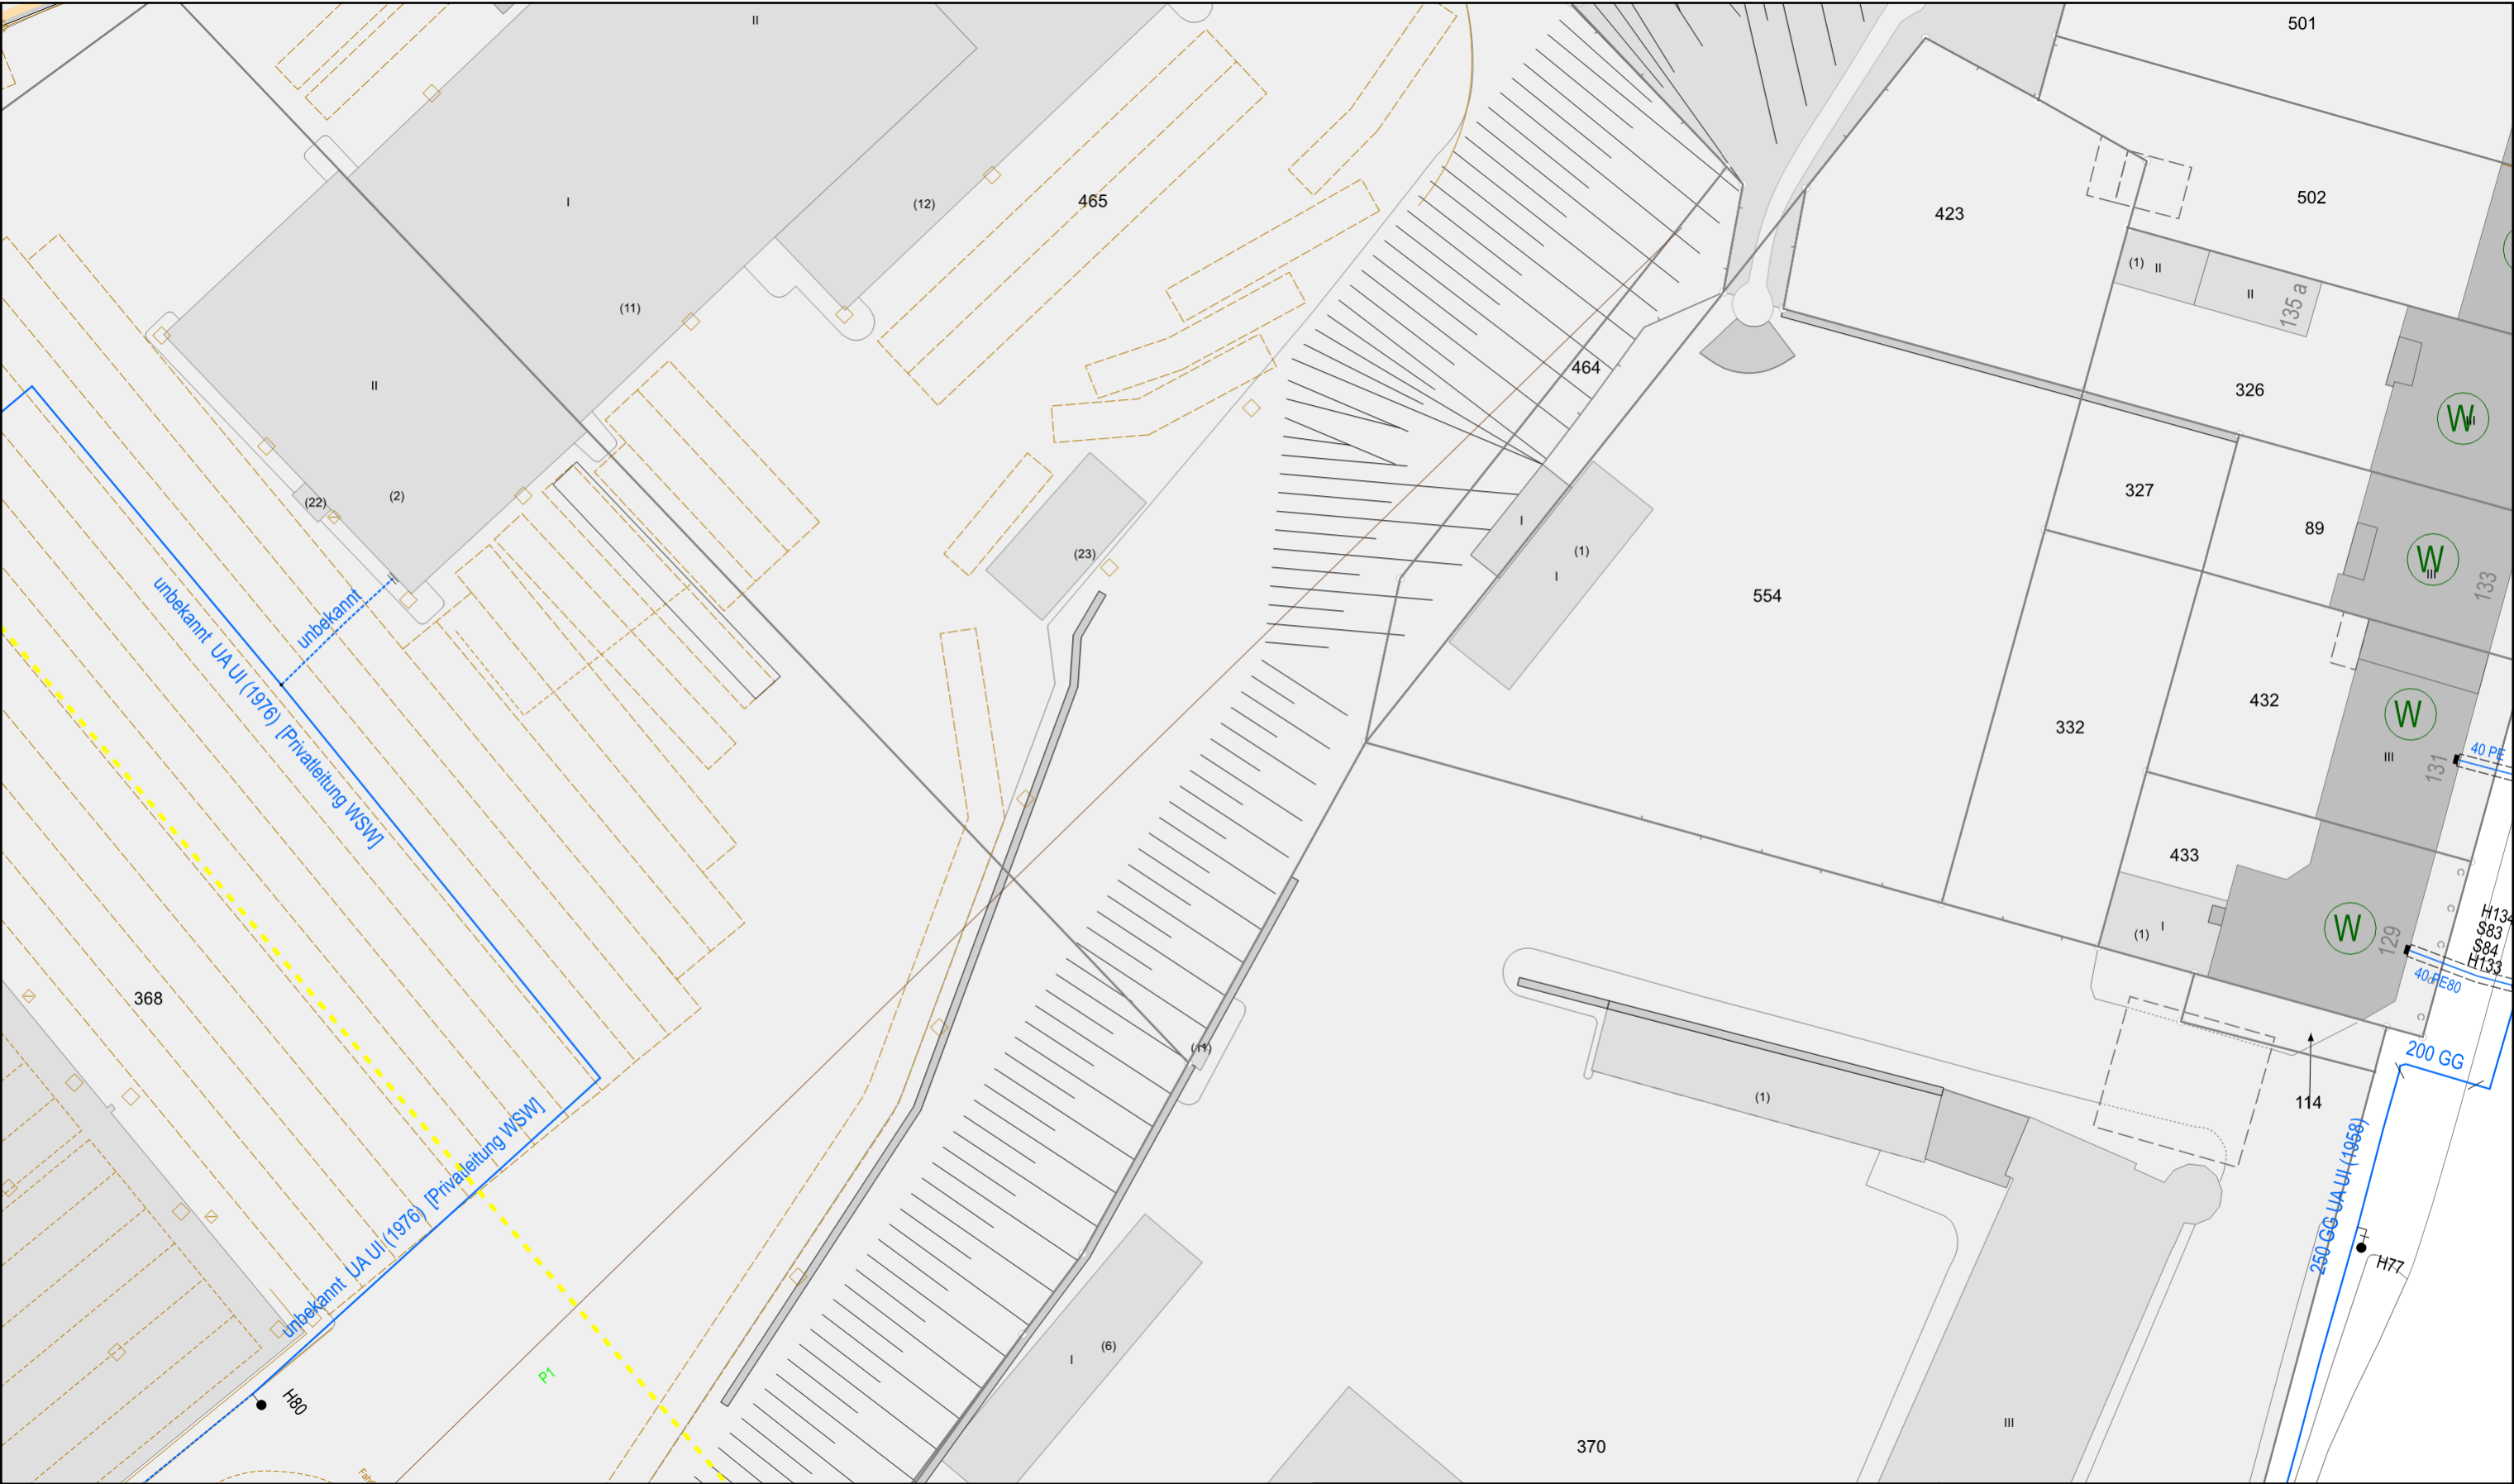 II
501
I
(12)
465
423
502
(1)
II
II
135 a
(11)
464
II
326
W
III
(22)
(2)
I
(1)
I
327
89
W
III
133
(23)
unbekannt
554
unbekannt UA UI (1976) [Privatleitung WSW]
332
432
W
III
131
40 PE
433
(1)
I
W
129
H134
S83
S84
H133
40 PE80
368
200 GG
(1)
114
unbekannt UA UI (1976) [Privatleitung WSW]
250 GG UA UI (1958)
H77
I
(6)
P1
H80
III
370